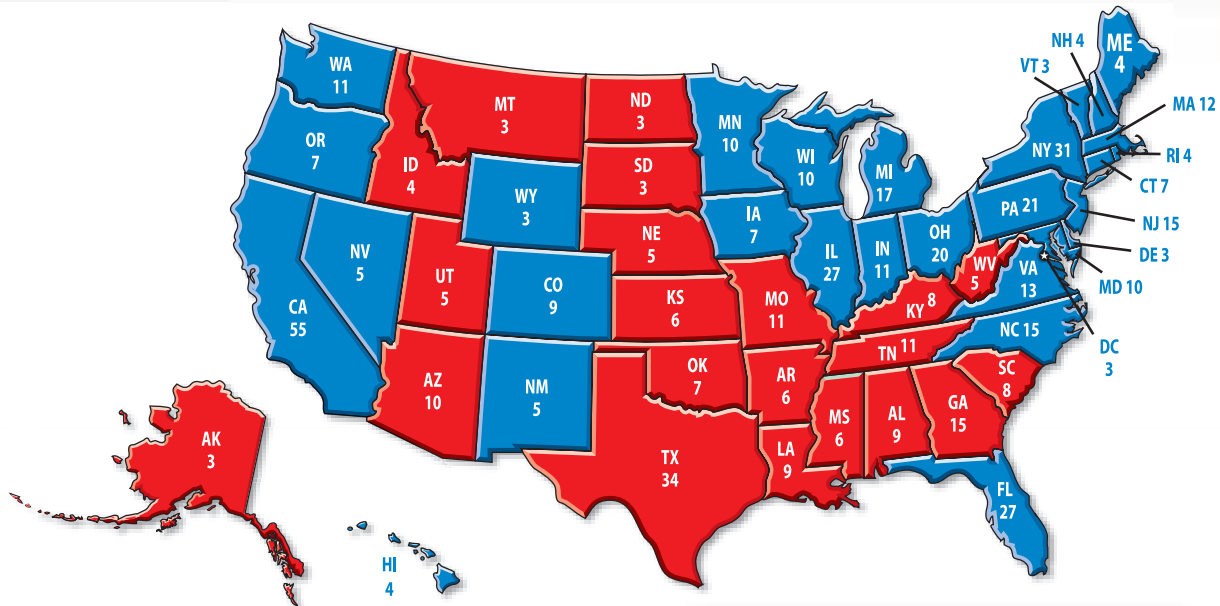 WA
11
OR
7
CA
55
NV
5
ID
4
MT
3
WY
3
UT
5
CO
9
AZ
10
NM
5
ND
3
SD
3
NE
5
KS
6
OK
7
TX
34
MN
10
IA
7
MO
11
AR
6
LA
9
WI
10
IL
27
MI
17
IN
11
OH
20
KY 8
TN 11
MS
6
AL
9
GA
15
FL
27
SC
8
NC 15
VA
13
WV
5
PA 21
NY 31
VT 3
NH 4
ME
4
MA 12
RI 4
CT 7
NJ 15
DE 3
MD 10
DC
3
AK
3
HI
4